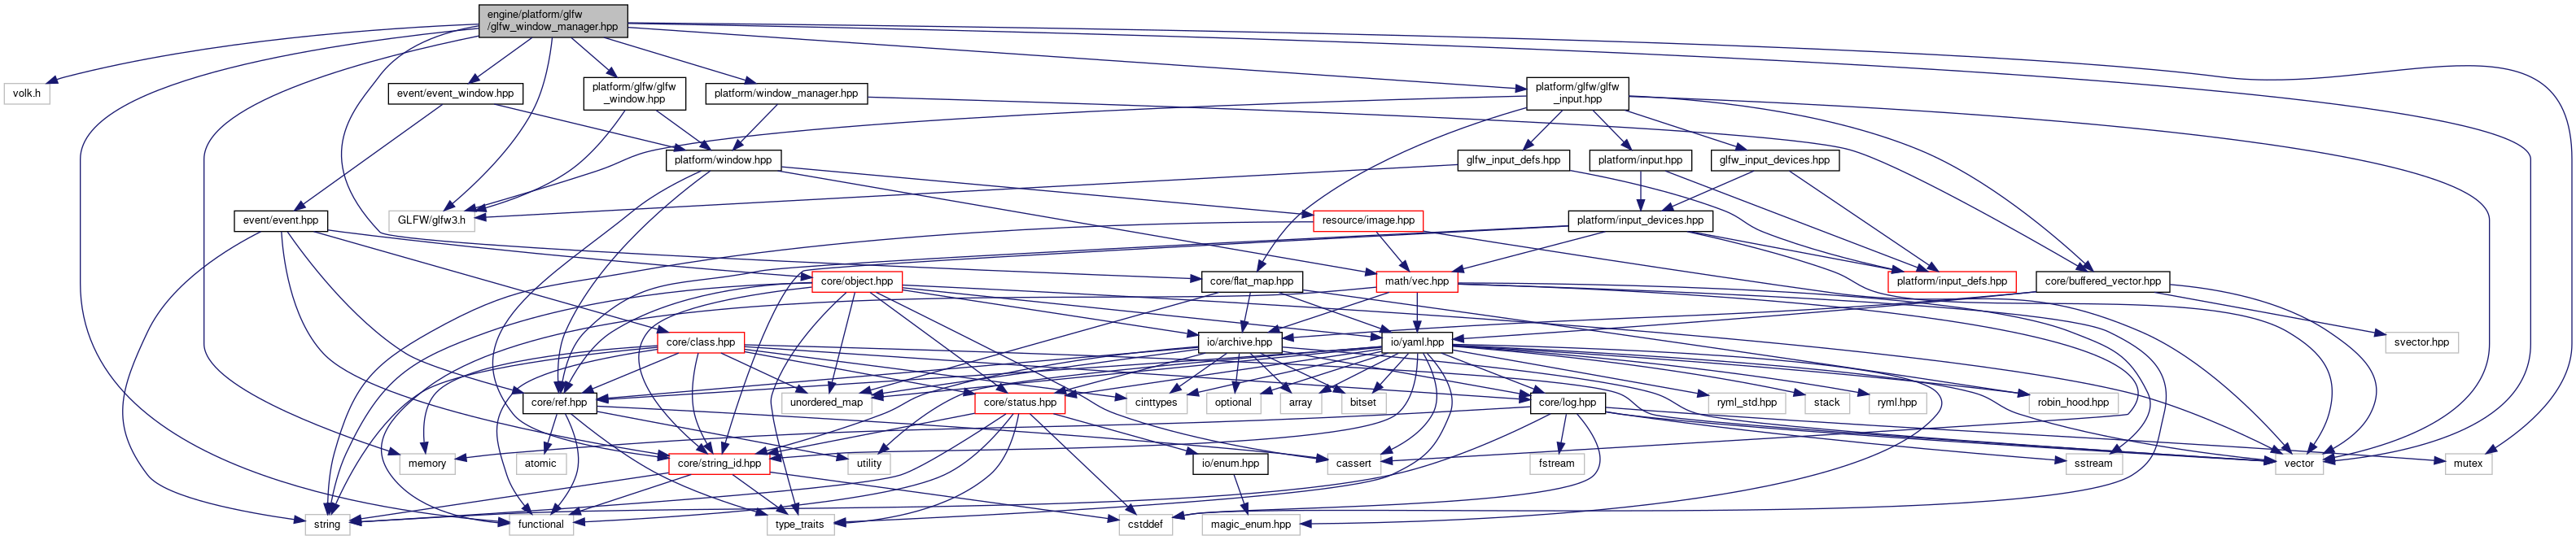 engine/platform/glfw
/glfw_window_manager.hpp
volk.h
event/event_window.hpp
platform/glfw/glfw
_window.hpp
platform/window_manager.hpp
platform/glfw/glfw
_input.hpp
platform/window.hpp
glfw_input_defs.hpp
platform/input.hpp
glfw_input_devices.hpp
event/event.hpp
GLFW/glfw3.h
resource/image.hpp
platform/input_devices.hpp
core/object.hpp
core/flat_map.hpp
math/vec.hpp
platform/input_defs.hpp
core/buffered_vector.hpp
core/class.hpp
io/archive.hpp
io/yaml.hpp
svector.hpp
core/ref.hpp
unordered_map
core/status.hpp
cinttypes
optional
array
bitset
core/log.hpp
ryml_std.hpp
stack
ryml.hpp
robin_hood.hpp
memory
atomic
core/string_id.hpp
utility
io/enum.hpp
cassert
fstream
sstream
vector
mutex
string
functional
type_traits
cstddef
magic_enum.hpp